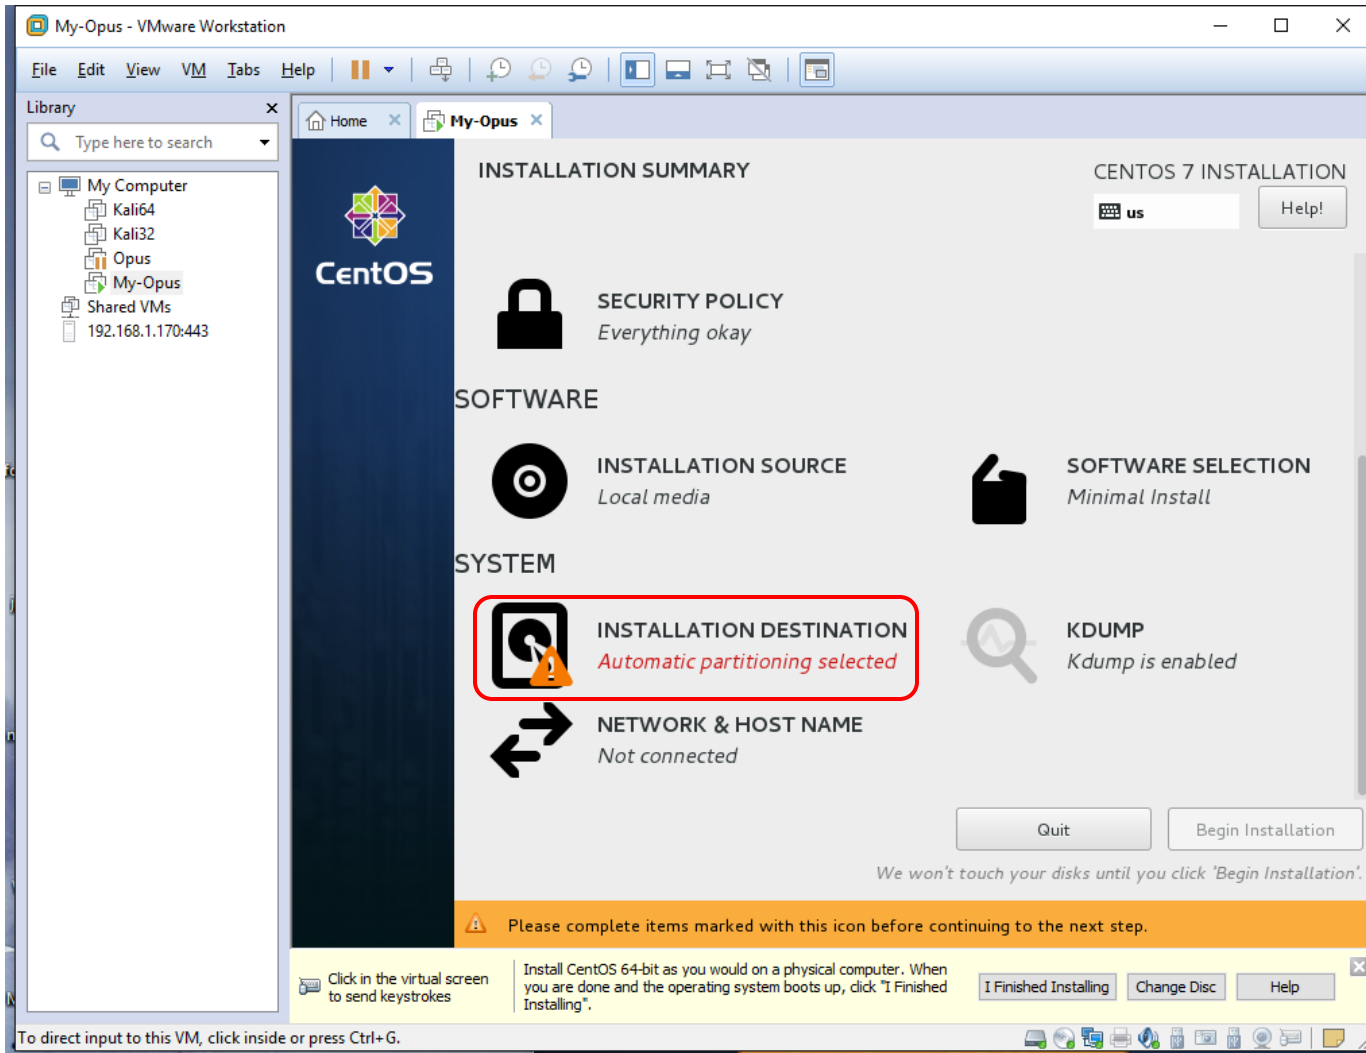 My-Opus - VMware Workstation
File Edit View VM Tabs Help
Library
Type here to search
My Computer
Kali64
Kali32
Opus
My-Opus
Shared VMs
192.168.1.170:443
Home
My-Opus
CentOS
INSTALLATION SUMMARY
CENTOS 7 INSTALLATION
us
Help!
SECURITY POLICY
Everything okay
SOFTWARE
INSTALLATION SOURCE
Local media
SOFTWARE SELECTION
Minimal Install
SYSTEM
INSTALLATION DESTINATION
Automatic partitioning selected
KDUMP
Kdump is enabled
NETWORK & HOST NAME
Not connected
Quit
Begin Installation
We won't touch your disks until you click 'Begin Installation'.
Please complete items marked with this icon before continuing to the next step.
Click in the virtual screen
to send keystrokes
Install CentOS 64-bit as you would on a physical computer. When
you are done and the operating system boots up, click "I Finished
Installing".
I Finished Installing
Change Disc
Help
To direct input to this VM, click inside or press Ctrl+G.